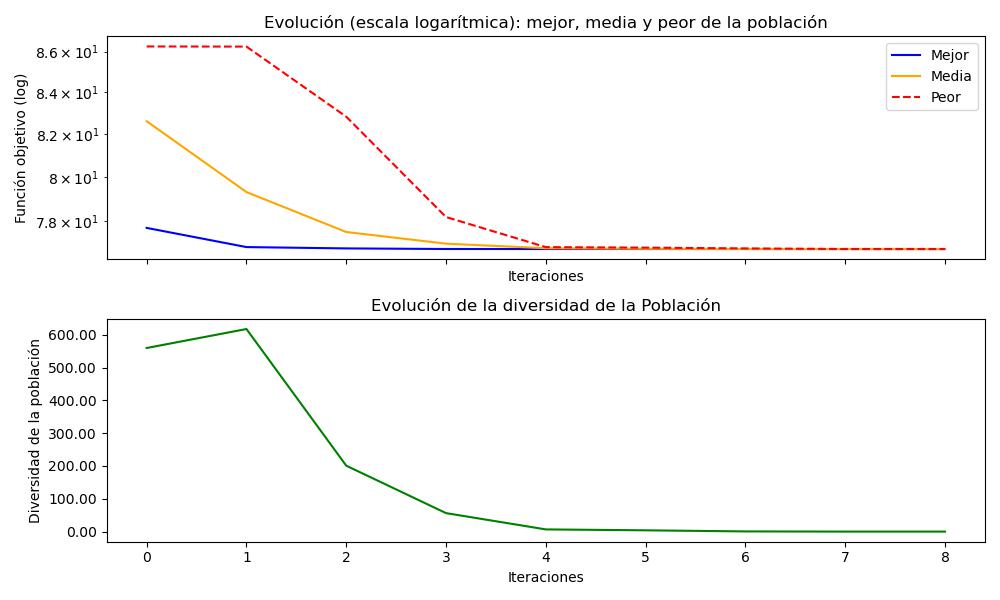 Evolución (escala logarítmica): mejor, media y peor de la población
Función objetivo (log)
8.6 × 10¹
8.4 × 10¹
8.2 × 10¹
8 × 10¹
7.8 × 10¹
Mejor
Media
Peor
Iteraciones
Evolución de la diversidad de la Población
Diversidad de la población
600.00
500.00
400.00
300.00
200.00
100.00
0.00
0 1 2 3 4 5 6 7 8
Iteraciones